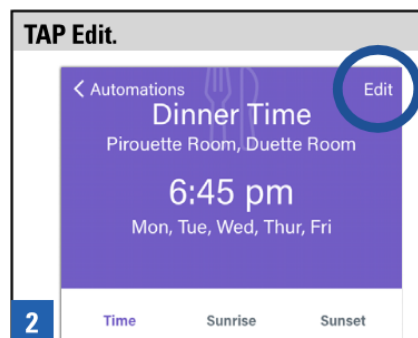 TAP Edit.
Automations
Edit
Dinner Time
Pirouette Room, Duette Room
6:45 pm
Mon, Tue, Wed, Thur, Fri
Time Sunrise Sunset
2